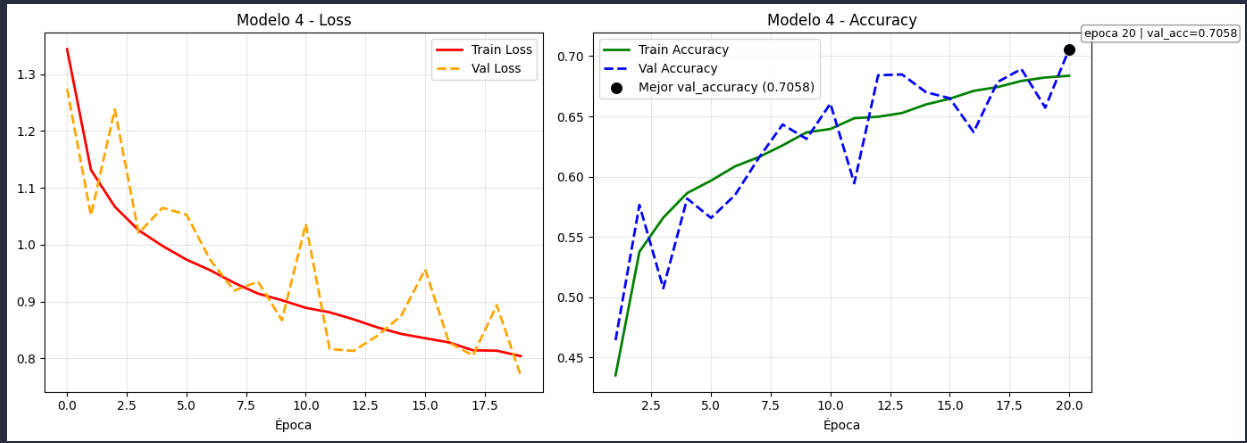 Modelo 4 - Loss
Train Loss
Val Loss
1.3
1.2
1.1
1.0
0.9
0.8
0.0
2.5
5.0
7.5
10.0
12.5
15.0
17.5
Época
Modelo 4 - Accuracy
epoca 20 | val_acc=0.7058
Train Accuracy
Val Accuracy
Mejor val_accuracy (0.7058)
0.70
0.65
0.60
0.55
0.50
0.45
2.5
5.0
7.5
10.0
12.5
15.0
17.5
20.0
Época